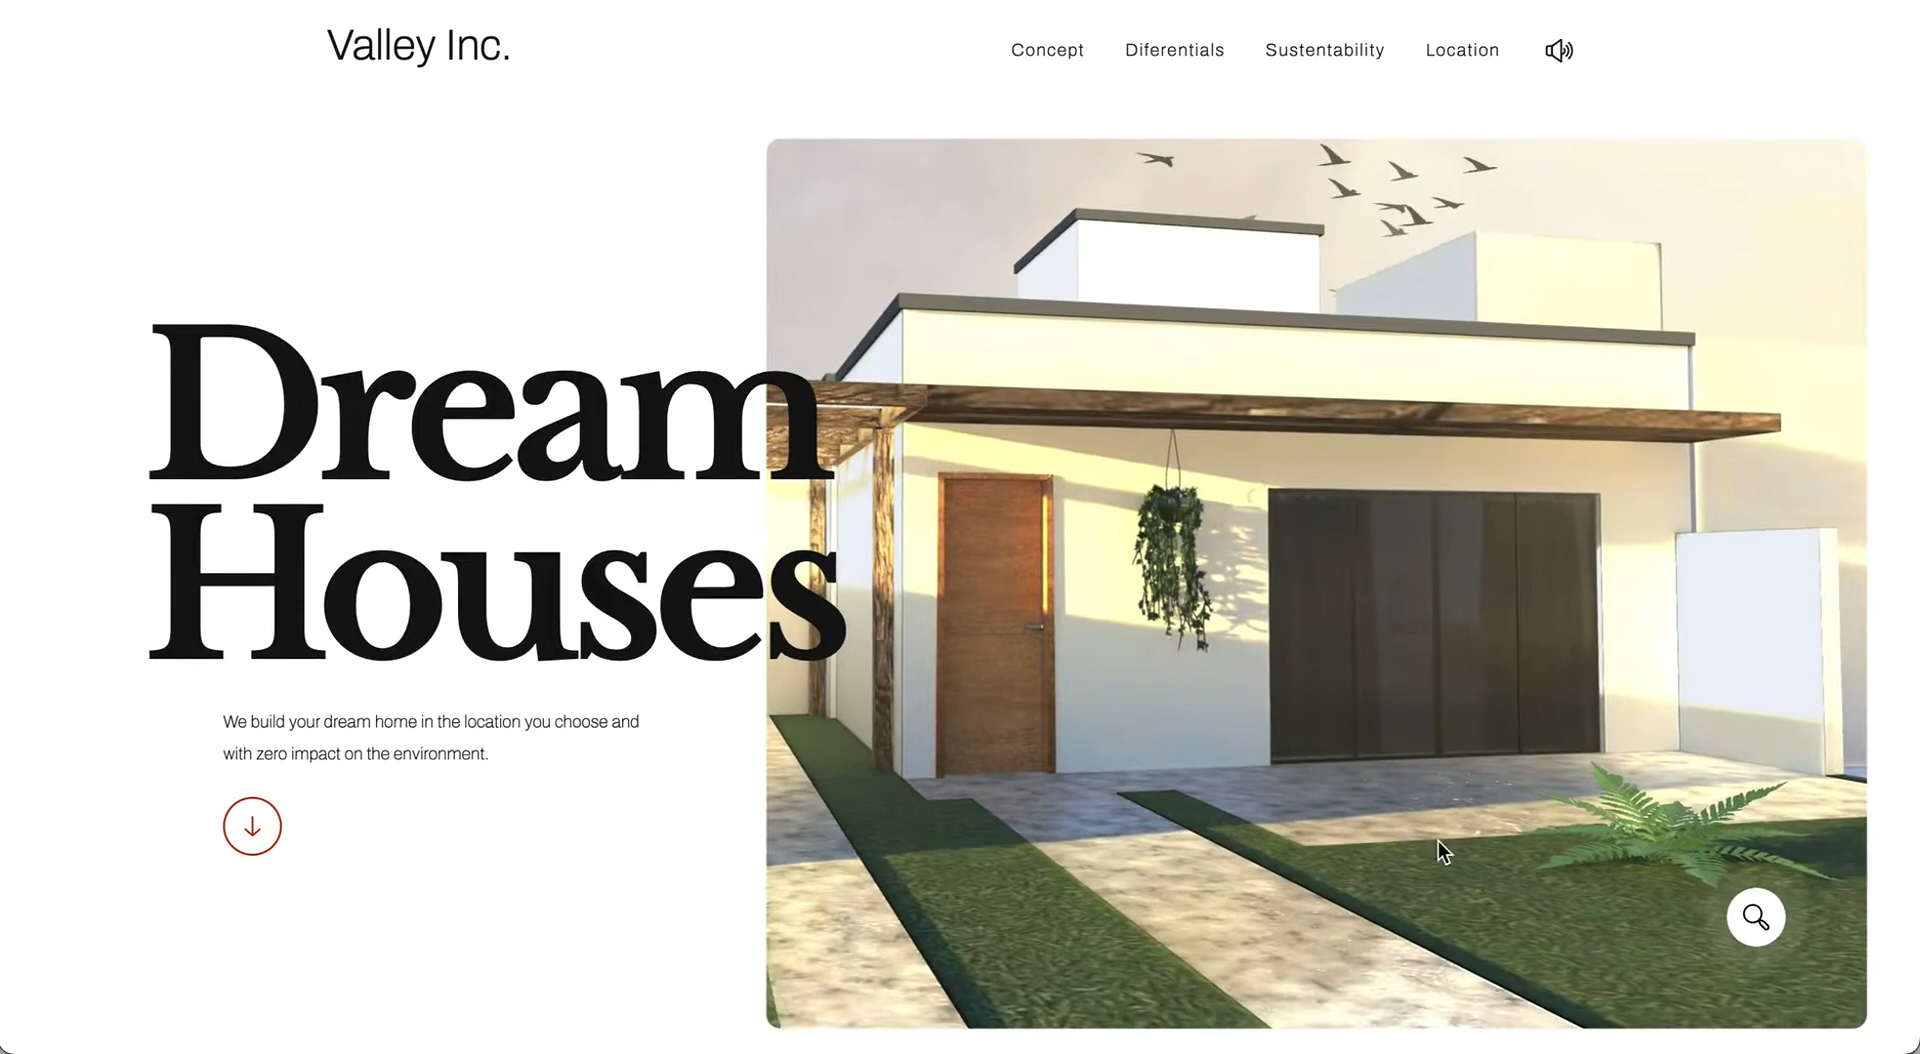 Valley Inc.
Concept Diferentials Sustentability Location
Dream
Houses
We build your dream home in the location you choose and
with zero impact on the environment.